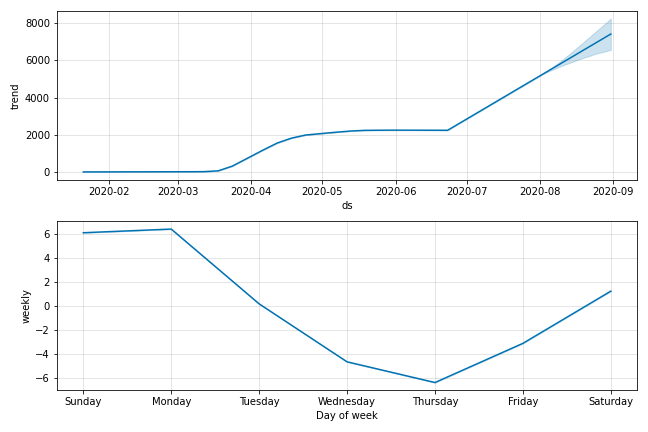 8000
6000
4000
2000
0
trend
2020-02 2020-03 2020-04 2020-05 2020-06 2020-07 2020-08 2020-09
ds
6
4
2
0
−2
−4
−6
weekly
Sunday Monday Tuesday Wednesday Thursday Friday Saturday
Day of week